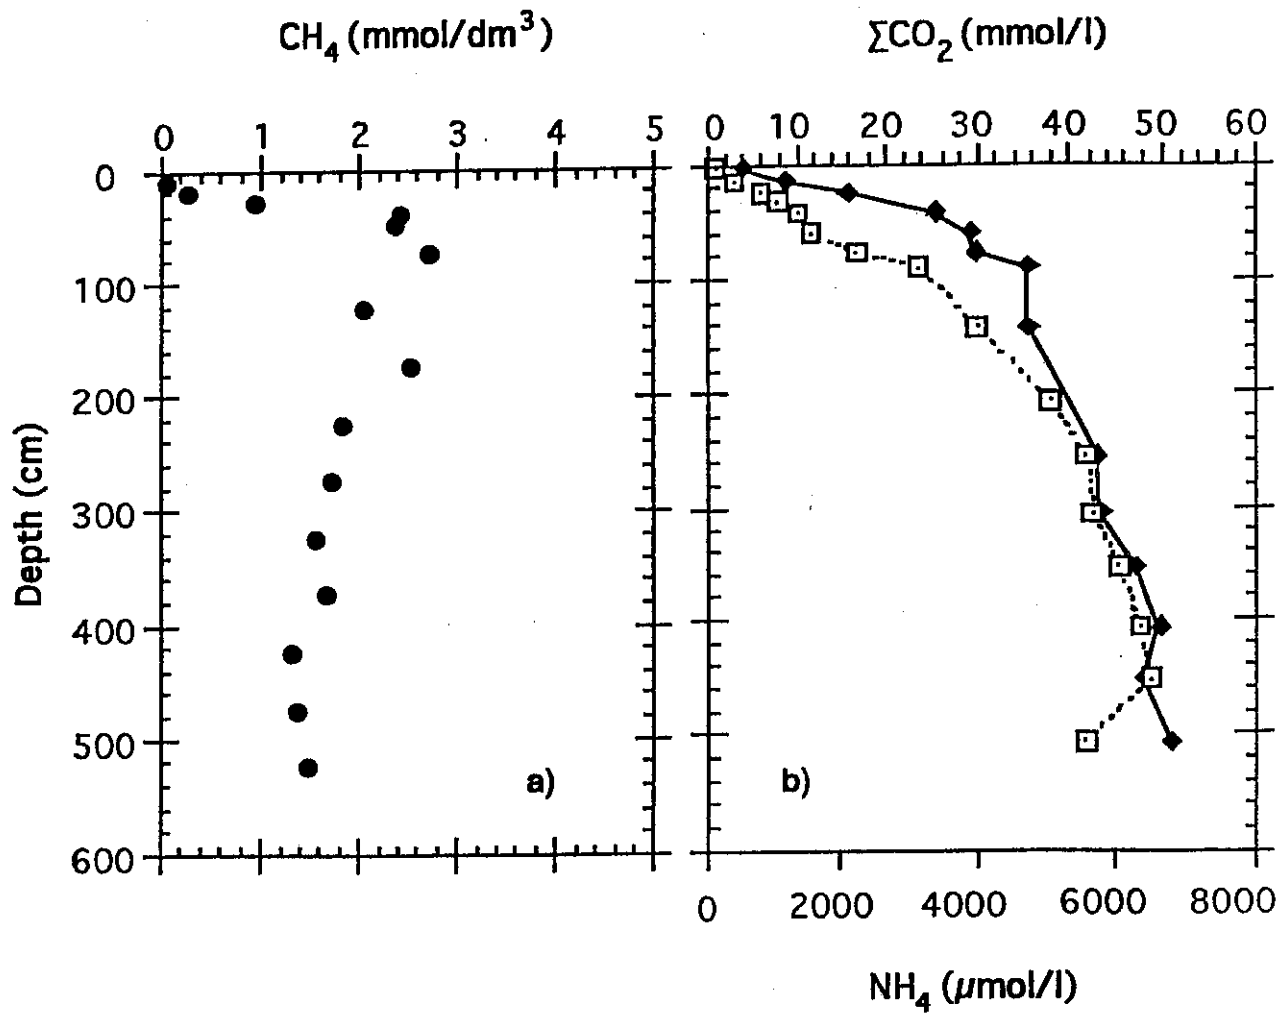 CH4 (mmol/dm3)
ΣCO2 (mmol/l)
0 1 2 3 4 5
0 10 20 30 40 50 60
0
100
200
300
400
500
600
Depth (cm)
a)
b)
0 2000 4000 6000 8000
NH4 (µmol/l)